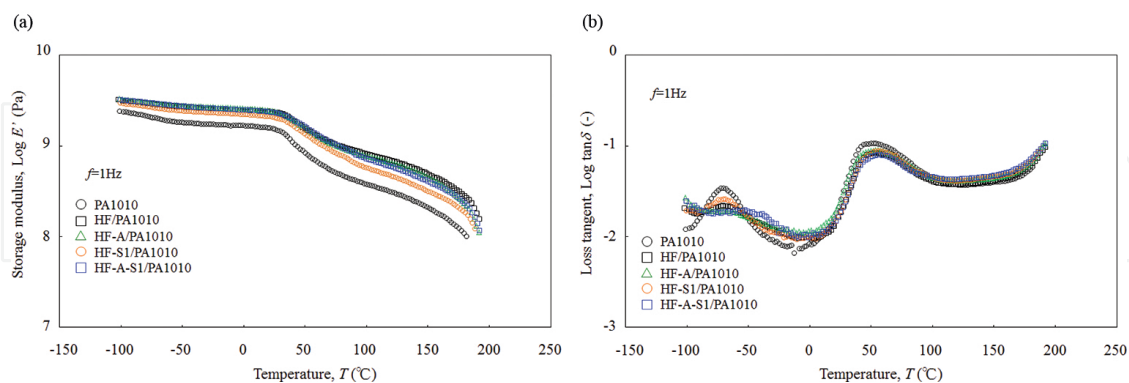 (a)
10
9
8
7
Storage modlus, Log E' (Pa)
f=1Hz
PA1010
HF/PA1010
HF-A/PA1010
HF-S1/PA1010
HF-A-S1/PA1010
-150 -100 -50 0 50 100 150 200 250
Temperature, T (℃)
(b)
0
-1
-2
-3
Loss tangent, Log tanδ (-)
f=1Hz
PA1010
HF/PA1010
HF-A/PA1010
HF-S1/PA1010
HF-A-S1/PA1010
-150 -100 -50 0 50 100 150 200 250
Temperature, T (℃)